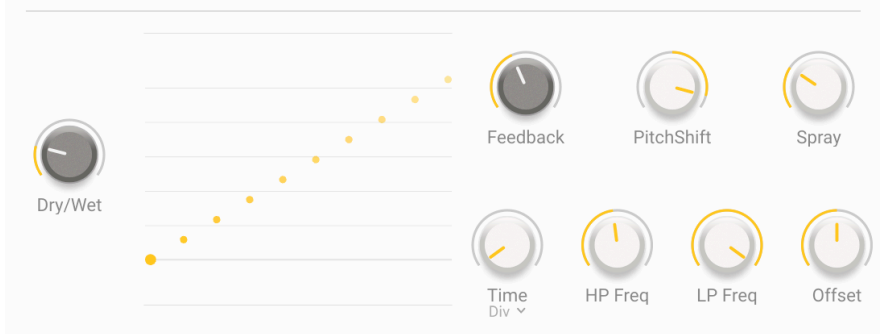 Feedback
PitchShift
Spray
Dry/Wet
Time
Div
HP Freq
LP Freq
Offset